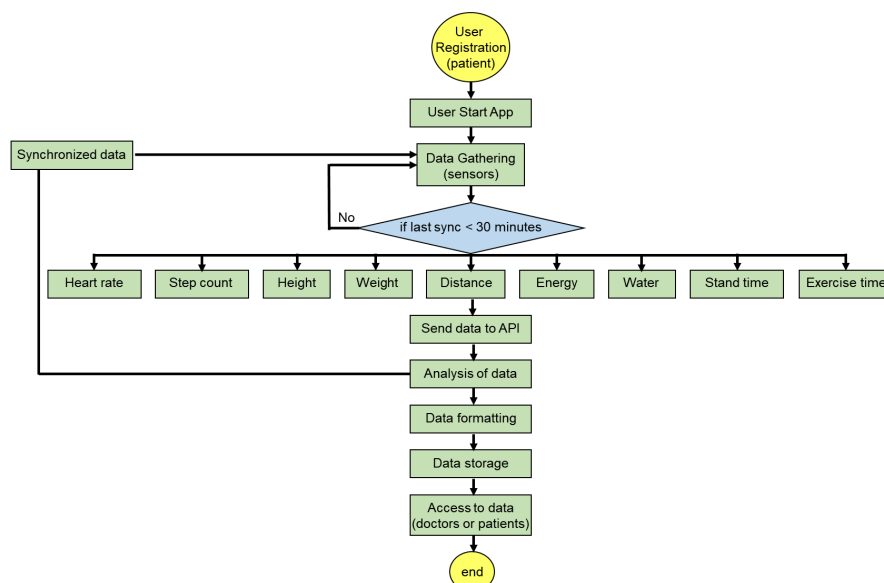 User
Registration
(patient)
User Start App
Synchronized data
Data Gathering
(sensors)
No
if last sync < 30 minutes
Heart rate
Step count
Height
Weight
Distance
Energy
Water
Stand time
Exercise time
Send data to API
Analysis of data
Data formatting
Data storage
Access to data
(doctors or patients)
end